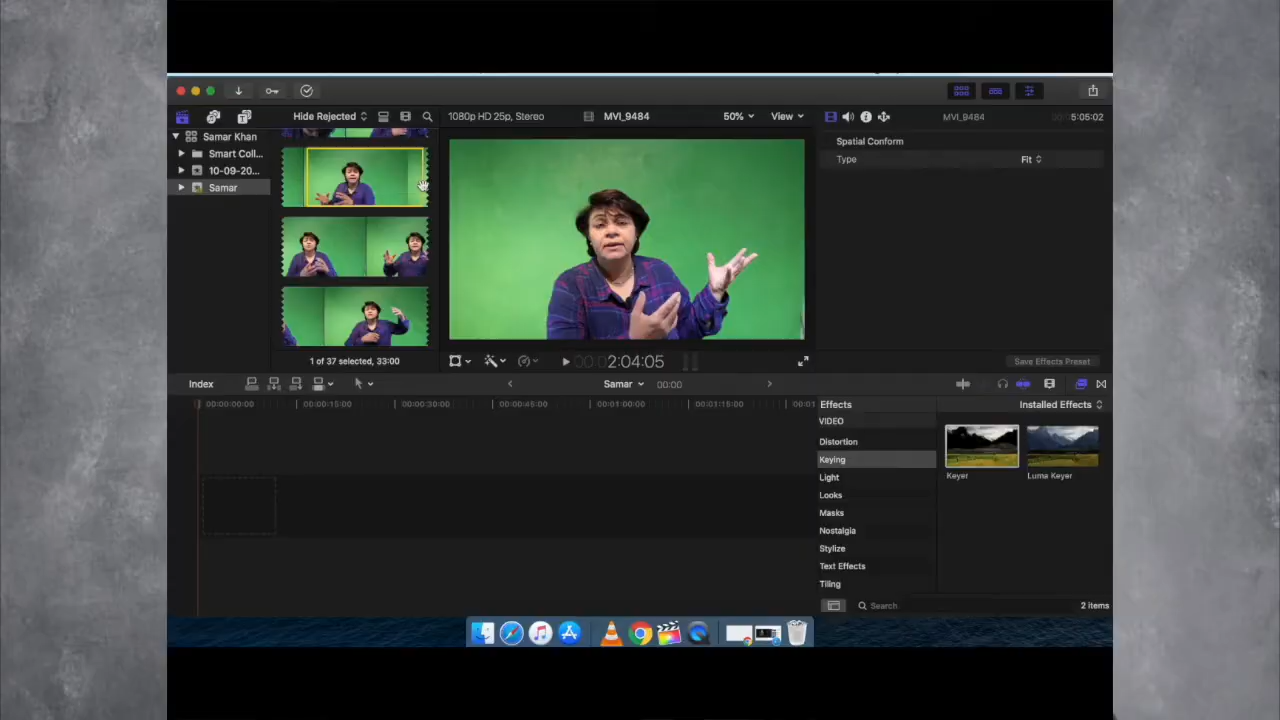 Hide Rejected
1080p HD 25p, Stereo
MVI_9484
50%
View
MVI_9484
5:05:02
Samar Khan
Smart Coll...
10-09-20...
Samar
Spatial Conform
Type
Fit
1 of 37 selected, 33:00
2:04:05
Save Effects Preset
Index
Samar
00:00
00:00:00:00
00:00:15:00
00:00:30:00
00:00:45:00
00:01:00:00
00:01:15:00
00:01
Effects
Installed Effects
VIDEO
Distortion
Keying
Light
Looks
Masks
Nostalgia
Stylize
Text Effects
Tiling
Keyer
Luma Keyer
Search
2 items